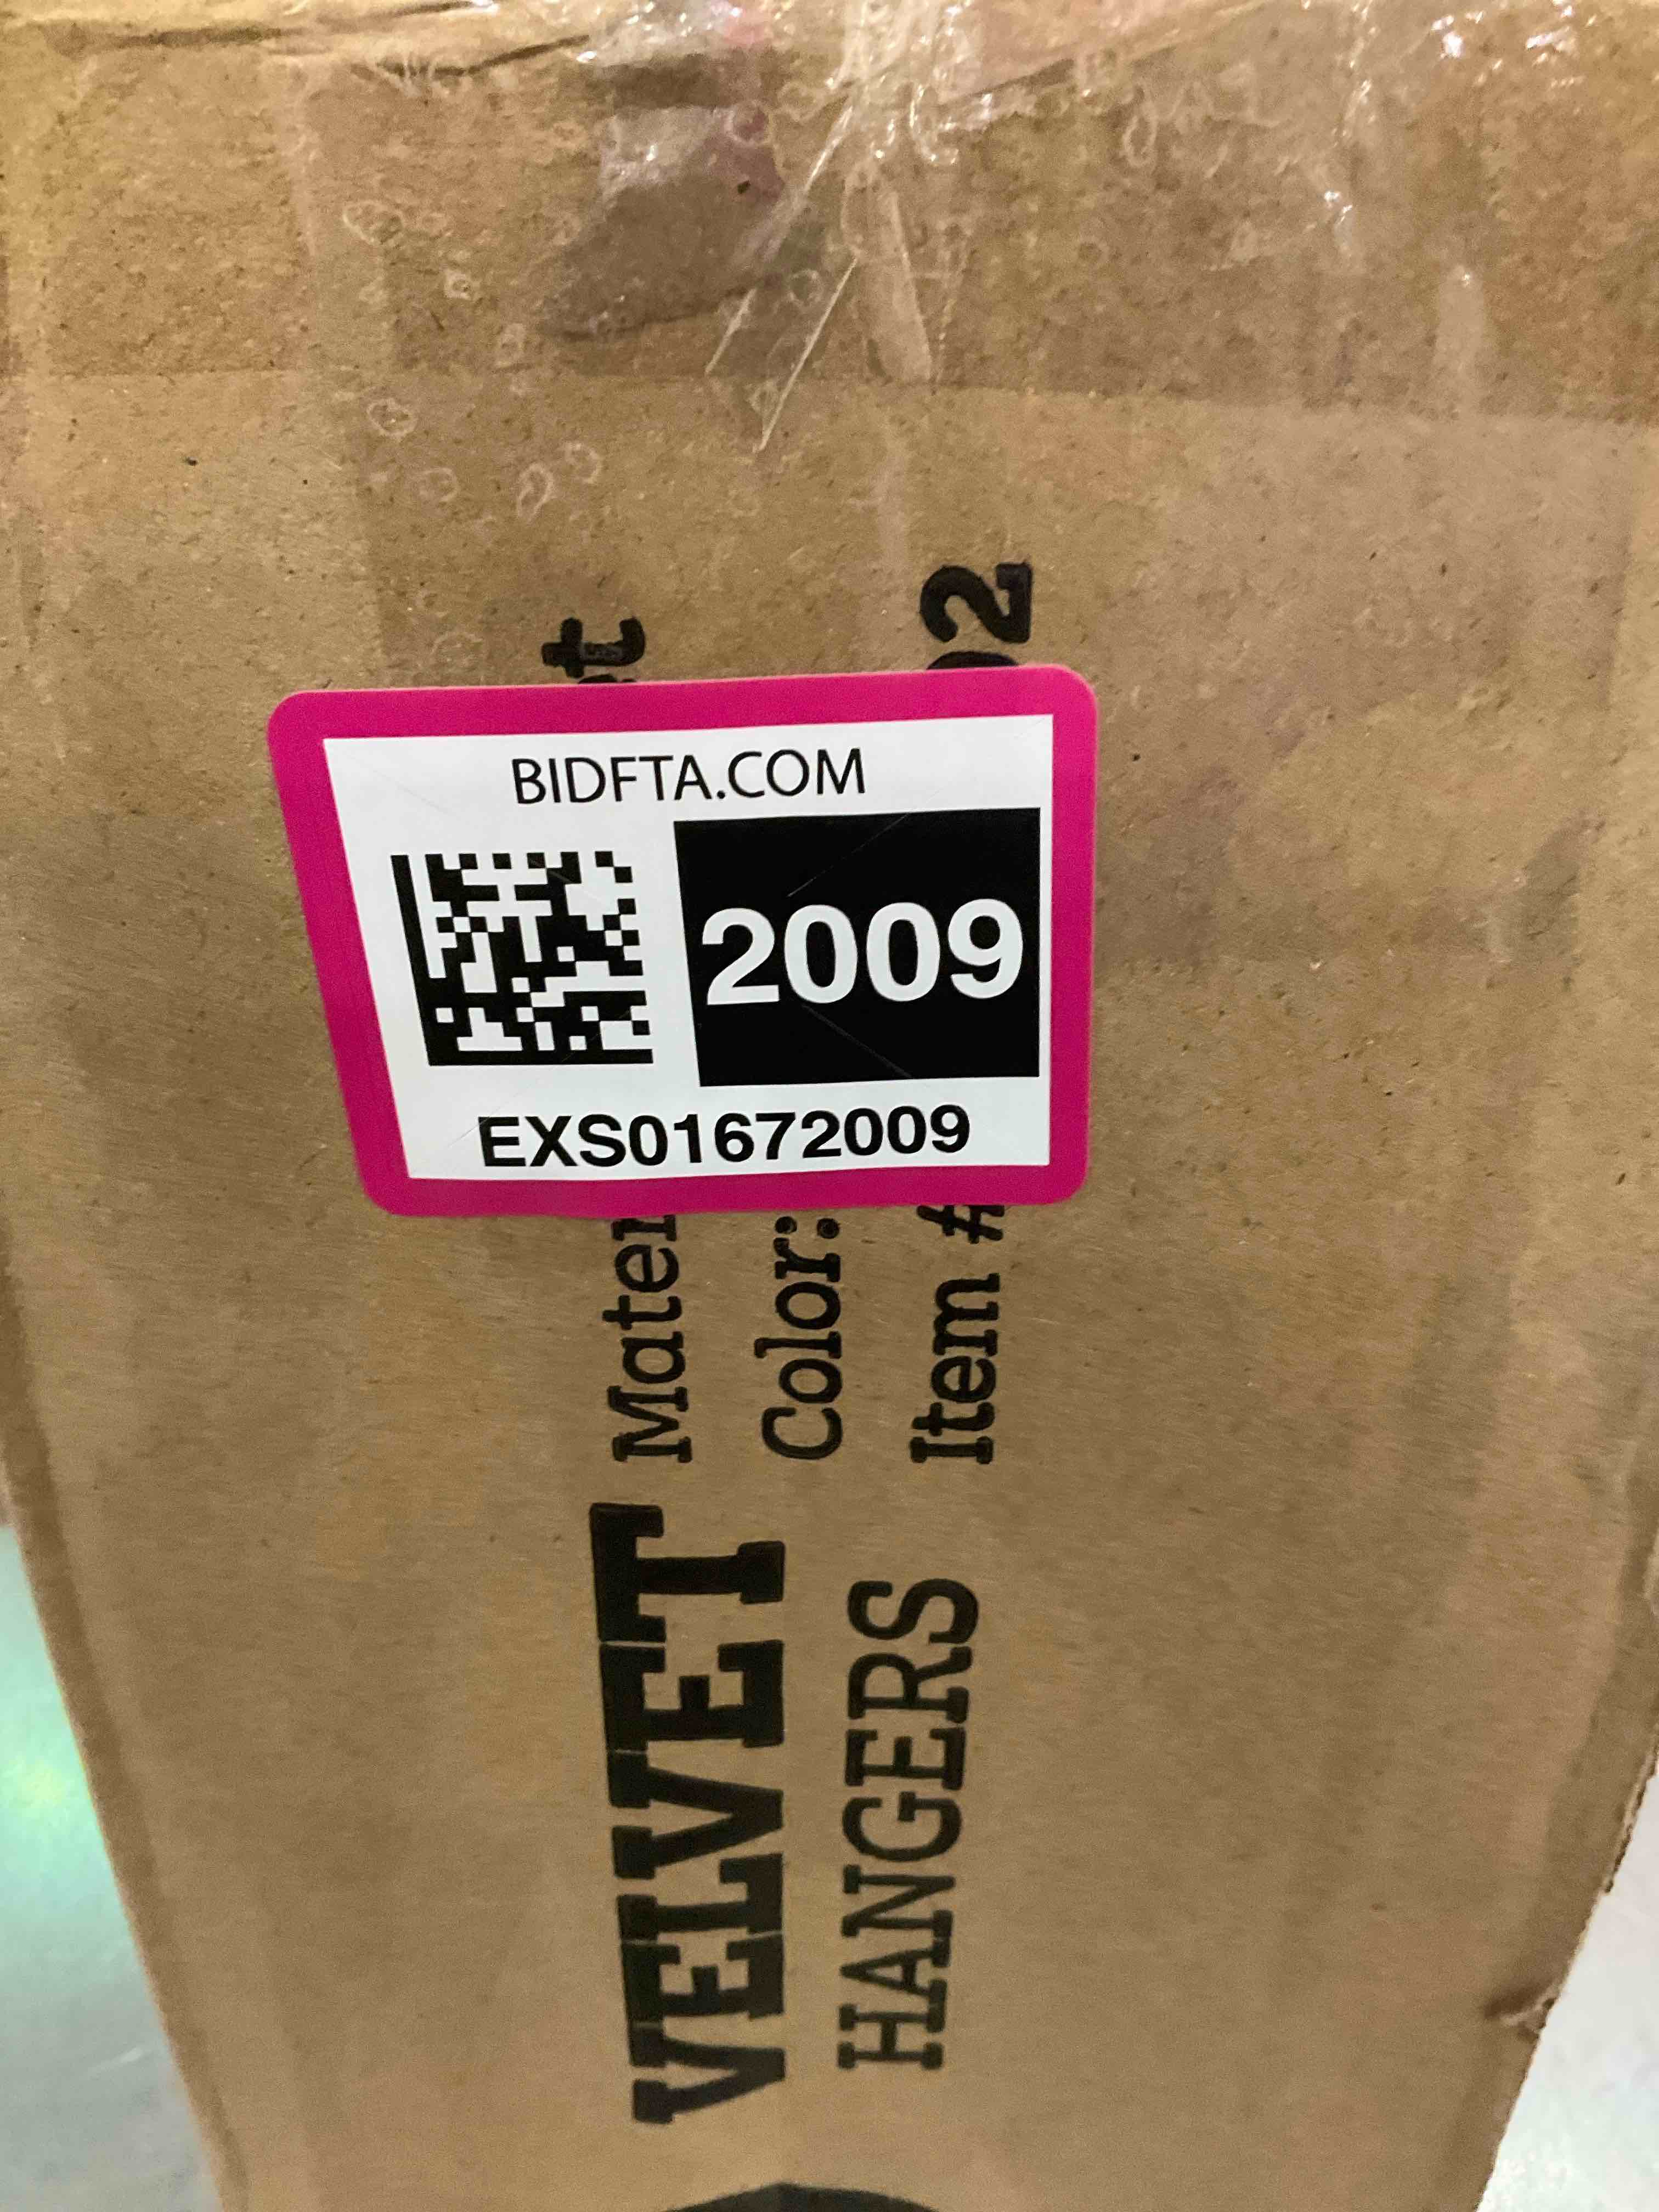 BIDFTA.COM
2009
EXS01672009
VELVET
HANGERS
Color:
Item #